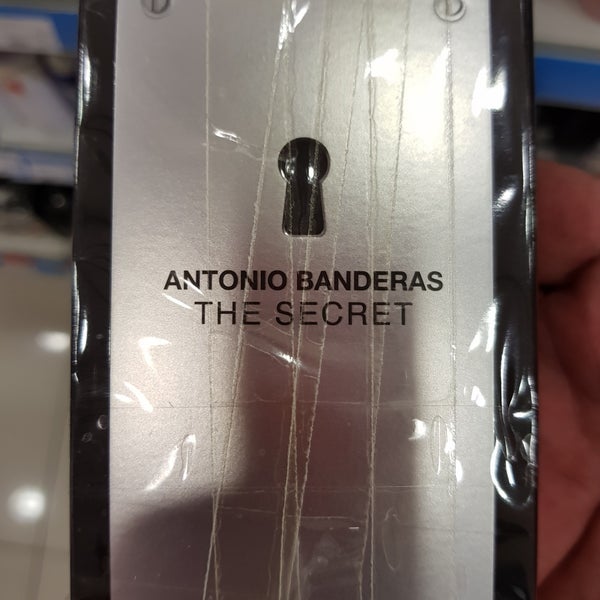 ANTONIO BANDERAS
THE SECRET